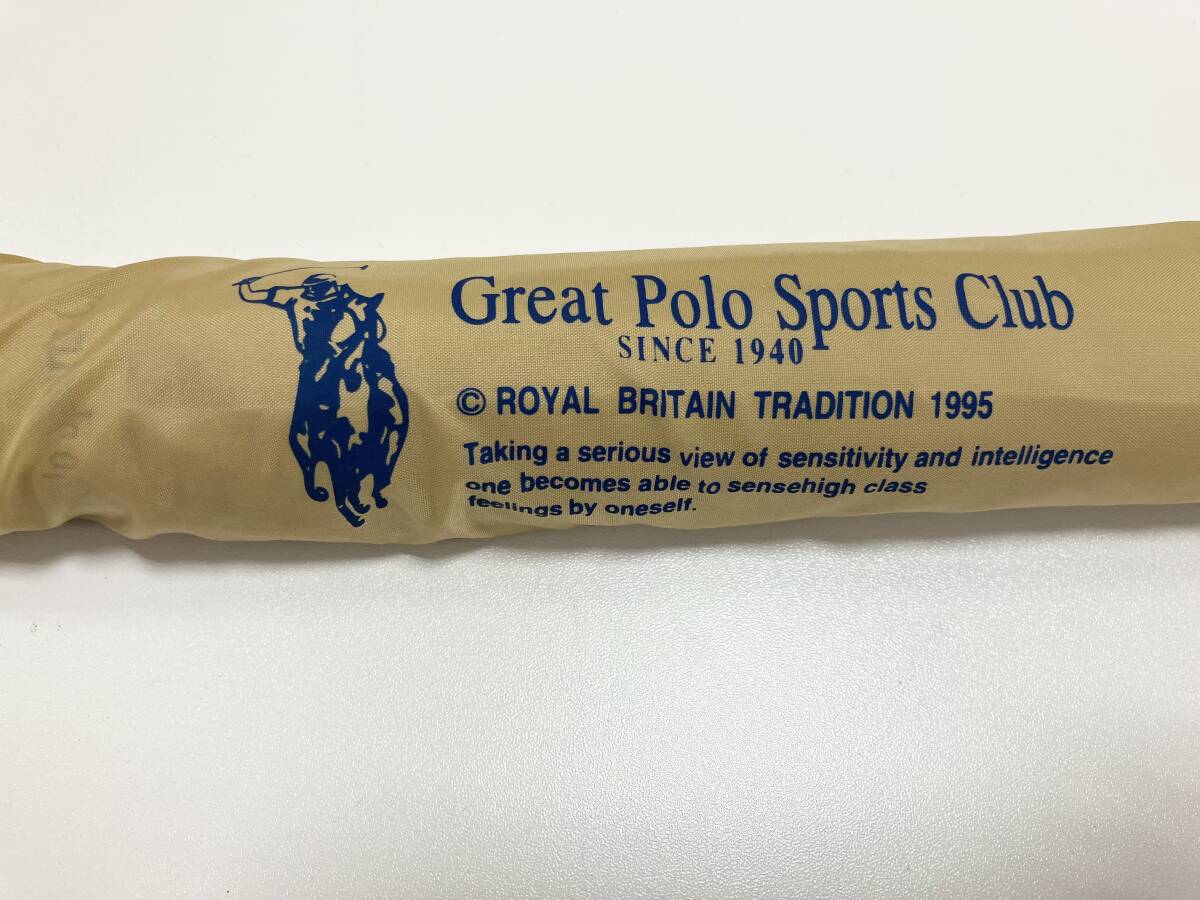 Great Polo Sports Club
SINCE 1940
© ROYAL BRITAIN TRADITION 1995
Taking a serious view of sensitivity and intelligence
one becomes able to sensehigh class
feelings by oneself.